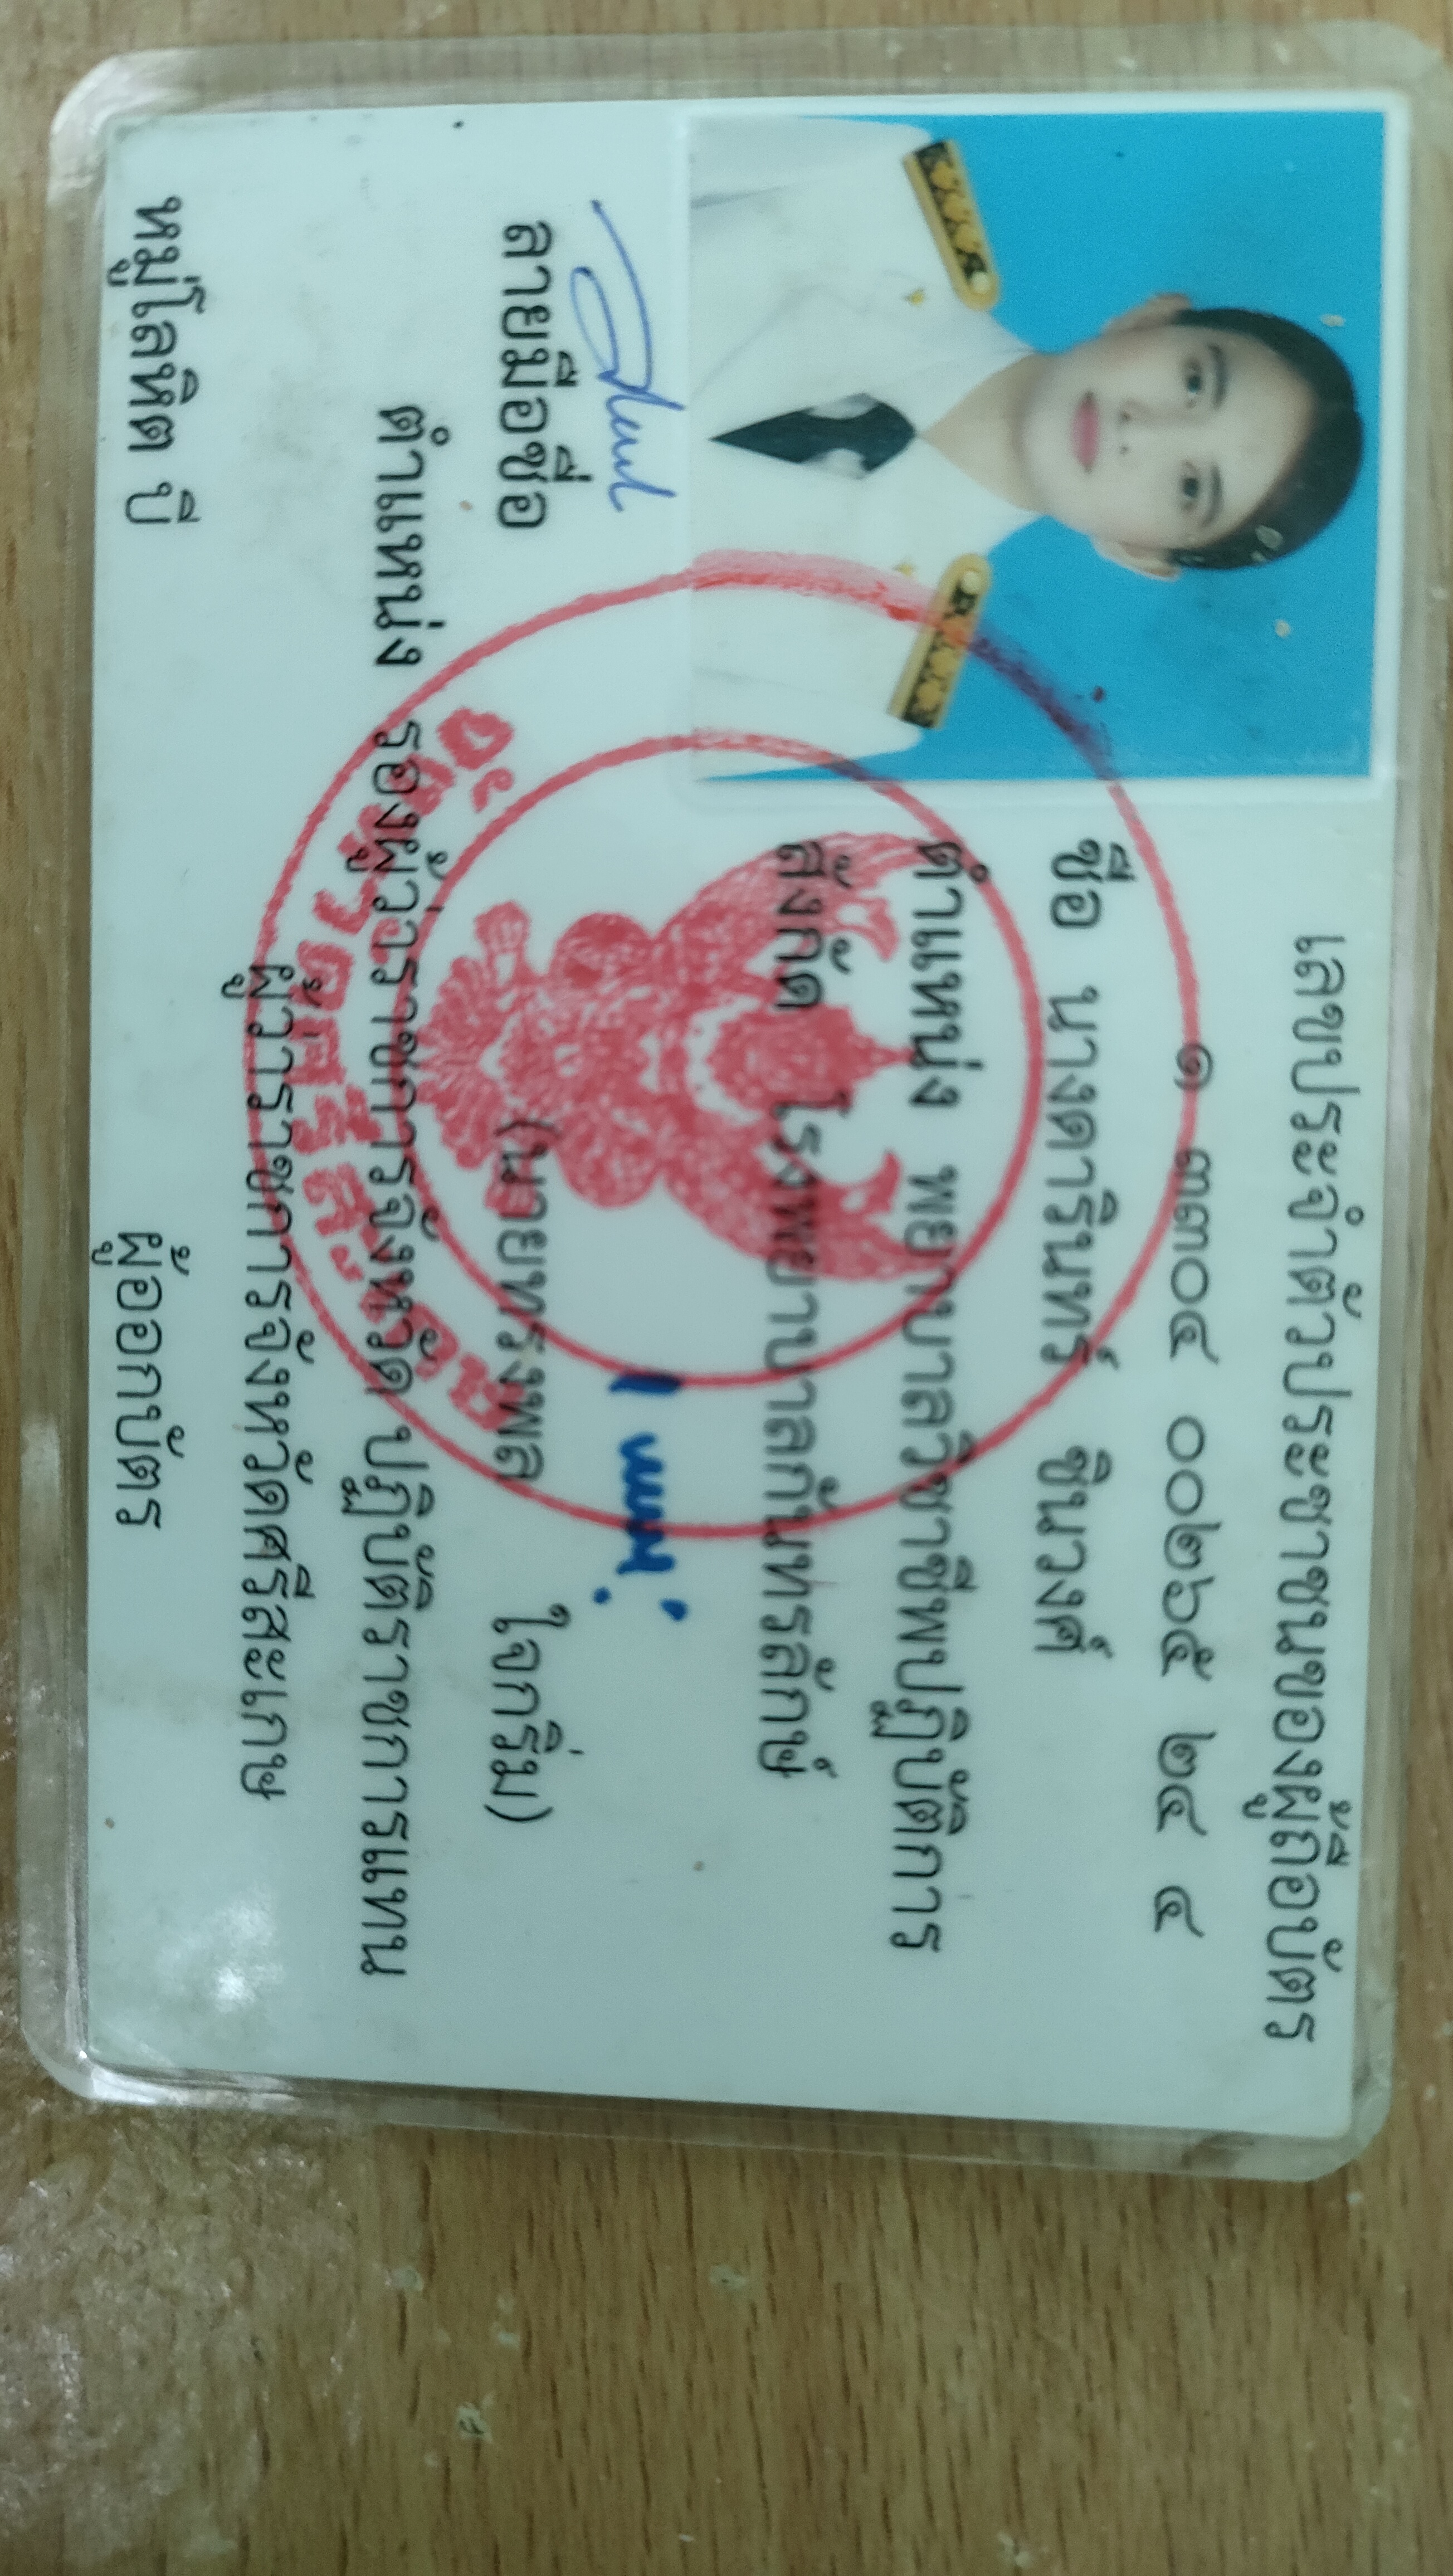 เลขประจำตัวประชาชนของผู้ถือบัตร
๑ ๓๓๐๔ ๐๐๒๖๕ ๒๔ ๔
ชื่อ นางดารินทร์ ชินวงศ์
ตำแหน่ง พยาบาลวิชาชีพปฏิบัติการ
สังกัด โรงพยาบาลกันทรลักษ์
ลายมือชื่อ
(นายทรงพล ใจกริ่ม)
ตำแหน่ง รองผู้ว่าราชการจังหวัด ปฏิบัติราชการแทน
ผู้ว่าราชการจังหวัดศรีสะเกษ
หมู่โลหิต บี
ผู้ออกบัตร